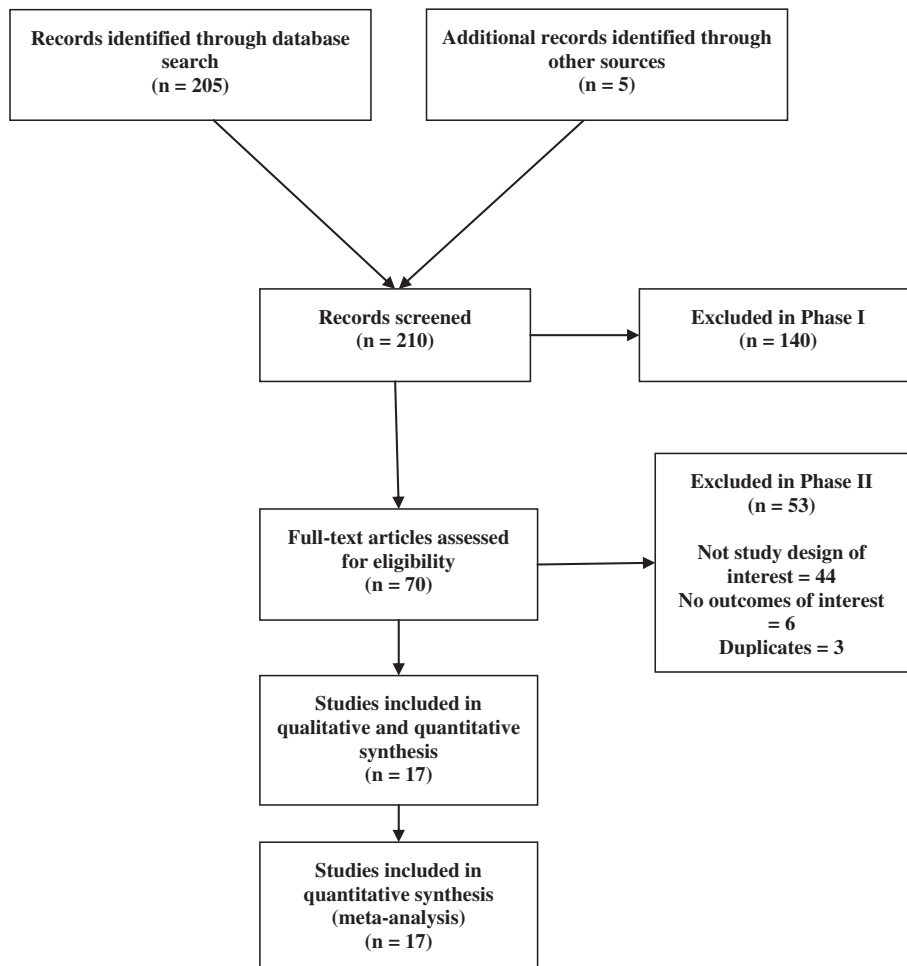 Records identified through database
search
(n = 205)
Additional records identified through
other sources
(n = 5)
Records screened
(n = 210)
Excluded in Phase I
(n = 140)
Full-text articles assessed
for eligibility
(n = 70)
Excluded in Phase II
(n = 53)
Not study design of
interest = 44
No outcomes of interest
= 6
Duplicates = 3
Studies included in
qualitative and quantitative
synthesis
(n = 17)
Studies included in
quantitative synthesis
(meta-analysis)
(n = 17)